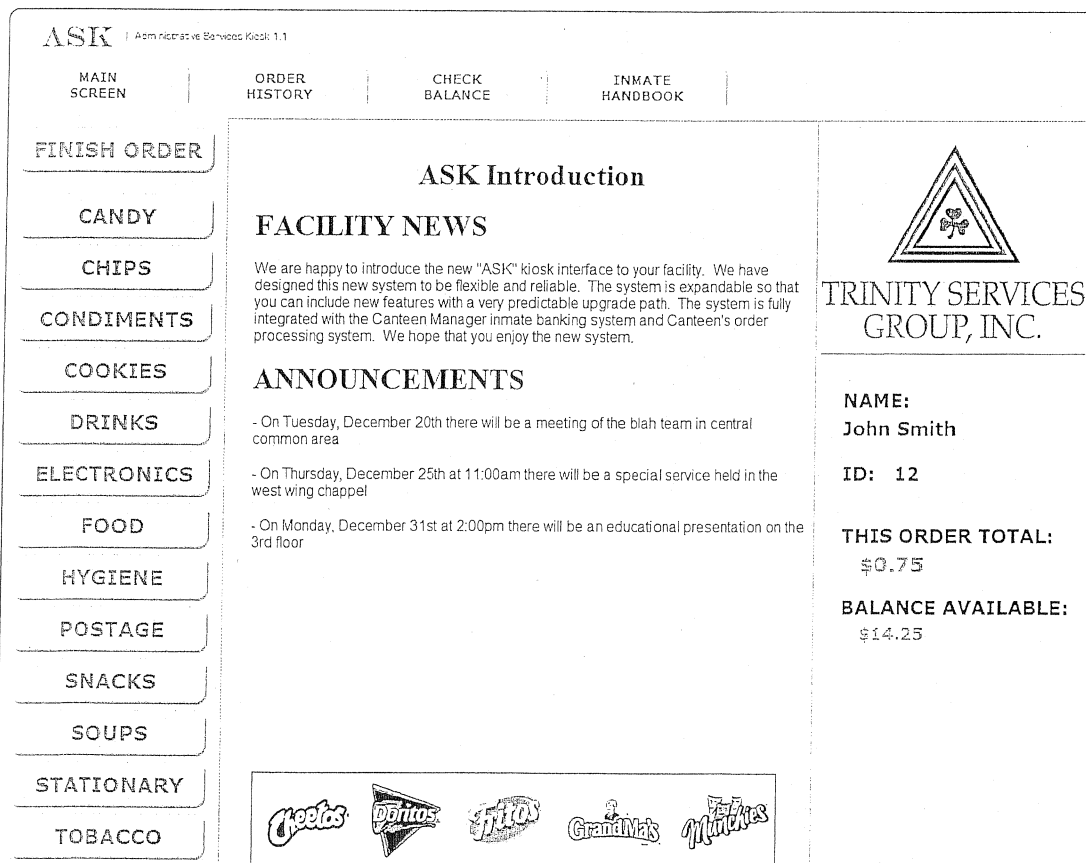 ASK | Administrative Services Kiosk 1.1
MAIN
SCREEN
ORDER
HISTORY
CHECK
BALANCE
INMATE
HANDBOOK
FINISH ORDER
CANDY
CHIPS
CONDIMENTS
COOKIES
DRINKS
ELECTRONICS
FOOD
HYGIENE
POSTAGE
SNACKS
SOUPS
STATIONARY
TOBACCO
ASK Introduction
FACILITY NEWS
We are happy to introduce the new "ASK" kiosk interface to your facility. We have
designed this new system to be flexible and reliable. The system is expandable so that
you can include new features with a very predictable upgrade path. The system is fully
integrated with the Canteen Manager inmate banking system and Canteen's order
processing system. We hope that you enjoy the new system.
ANNOUNCEMENTS
- On Tuesday, December 20th there will be a meeting of the blah team in central
common area
- On Thursday, December 25th at 11:00am there will be a special service held in the
west wing chappel
- On Monday, December 31st at 2:00pm there will be an educational presentation on the
3rd floor
Cheetos
Doritos
Fritos
GrandMa's
Munchies
TRINITY SERVICES
GROUP, INC.
NAME:
John Smith
ID: 12
THIS ORDER TOTAL:
$0.75
BALANCE AVAILABLE:
$14.25